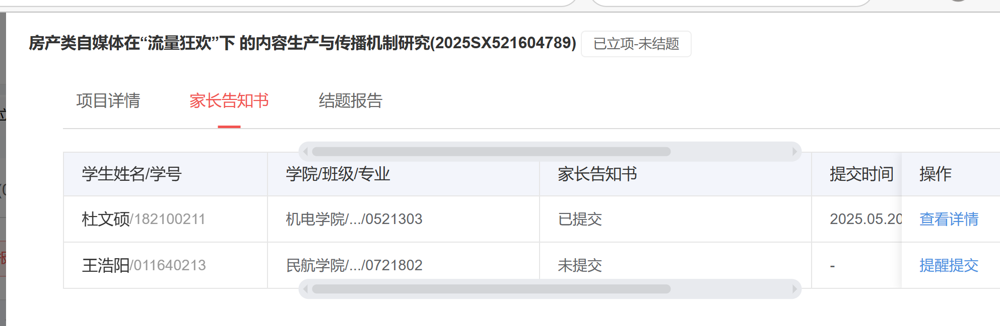 房产类自媒体在“流量狂欢”下 的内容生产与传播机制研究(2025SX521604789) 已立项-未结题
项目详情 家长告知书 结题报告
学生姓名/学号 学院/班级/专业 家长告知书 提交时间 操作
杜文硕/182100211 机电学院/.../0521303 已提交 2025.05.20 查看详情
王浩阳/011640213 民航学院/.../0721802 未提交 - 提醒提交